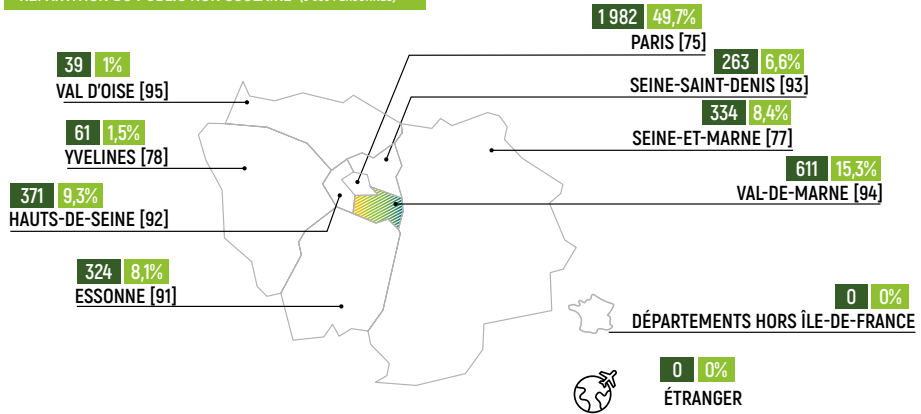 1 982 49,7%
PARIS [75]
39 1%
VAL D'OISE [95]
263 6,6%
SEINE-SAINT-DENIS [93]
334 8,4%
SEINE-ET-MARNE [77]
61 1,5%
YVELINES [78]
611 15,3%
VAL-DE-MARNE [94]
371 9,3%
HAUTS-DE-SEINE [92]
324 8,1%
ESSONNE [91]
0 0%
DÉPARTEMENTS HORS ÎLE-DE-FRANCE
0 0%
ÉTRANGER